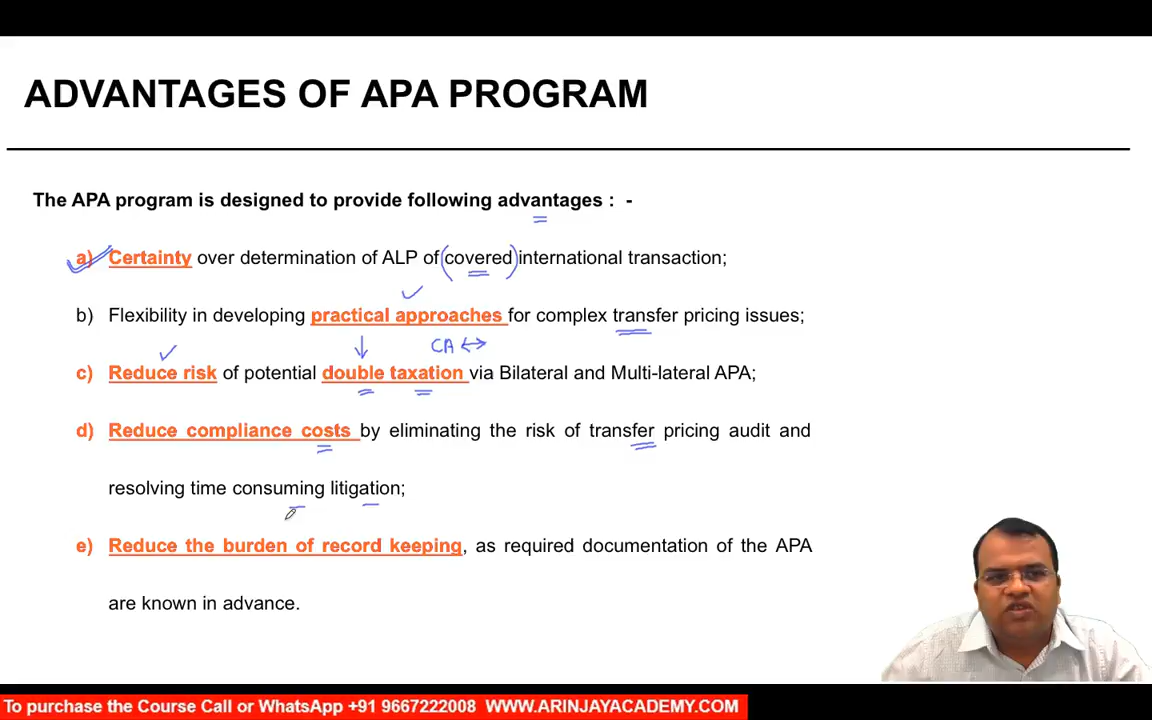 ADVANTAGES OF APA PROGRAM
The APA program is designed to provide following advantages : -
a) Certainty over determination of ALP of (covered) international transaction;
b) Flexibility in developing practical approaches for complex transfer pricing issues;
CA ↔
c) Reduce risk of potential double taxation via Bilateral and Multi-lateral APA;
d) Reduce compliance costs by eliminating the risk of transfer pricing audit and
resolving time consuming litigation;
e) Reduce the burden of record keeping, as required documentation of the APA
are known in advance.
To purchase the Course Call or WhatsApp +91 9667222008 WWW.ARINJAYACADEMY.COM